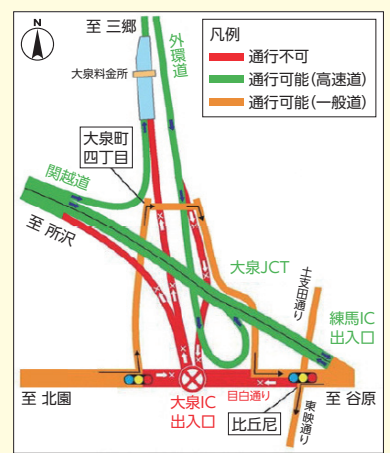 N
至 三郷
外環道
大泉料金所
凡例
通行不可
通行可能(高速道)
通行可能(一般道)
大泉町
四丁目
関越道
至 所沢
大泉JCT
土支田通り
練馬IC
出入口
至 北園
大泉IC
出入口
目白通り
比丘尼
東映通り
至 谷原